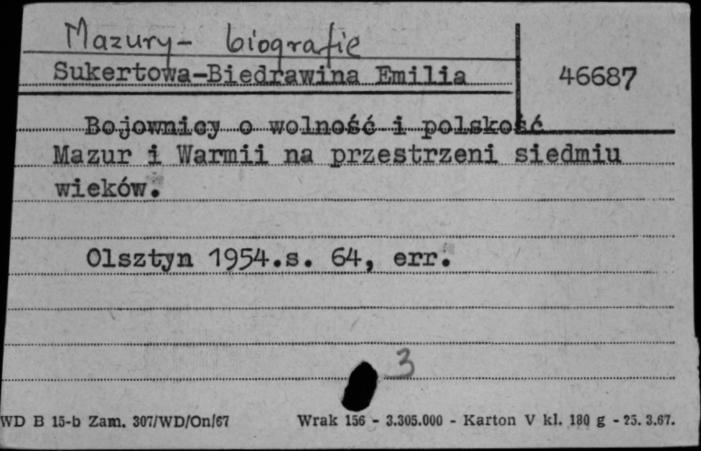 Mazury - biografie
Sukertowa-Biedrawina Emilia
46687
Bojownicy o wolność i polskość
Mazur i Warmii na przestrzeni siedmiu
wieków.
Olsztyn 1954.s. 64, err.
3
WD B 15-b Zam. 307/WD/On/67 Wrak 156 - 3.305.000 - Karton V kl. 180 g - 25.3.67.